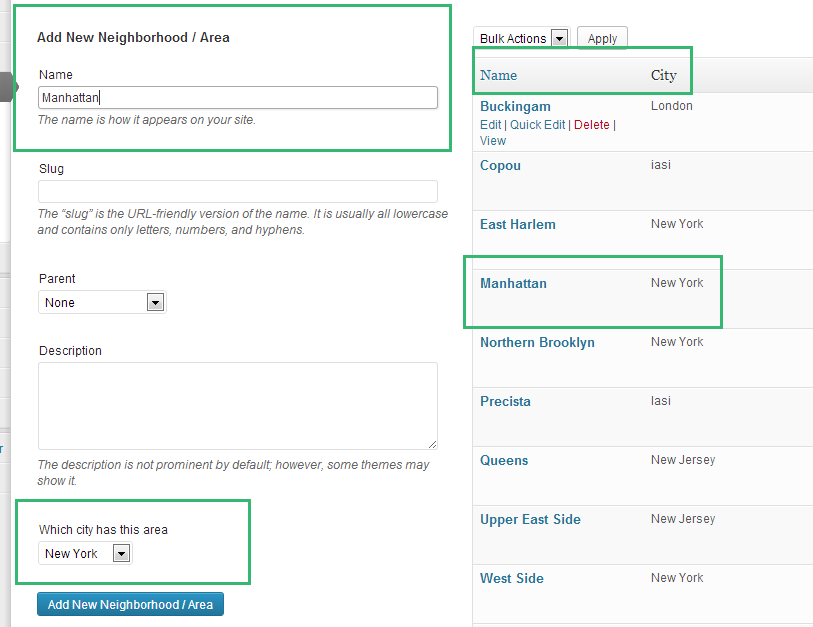 Add New Neighborhood / Area
Name
Manhattan
The name is how it appears on your site.
Slug
The “slug” is the URL-friendly version of the name. It is usually all lowercase
and contains only letters, numbers, and hyphens.
Parent
None
Description
The description is not prominent by default; however, some themes may
show it.
Which city has this area
New York
Add New Neighborhood / Area
Bulk Actions Apply
Name City
Buckingam London
Edit | Quick Edit | Delete |
View
Copou iasi
East Harlem New York
Manhattan New York
Northern Brooklyn New York
Precista Iasi
Queens New Jersey
Upper East Side New Jersey
West Side New York
r